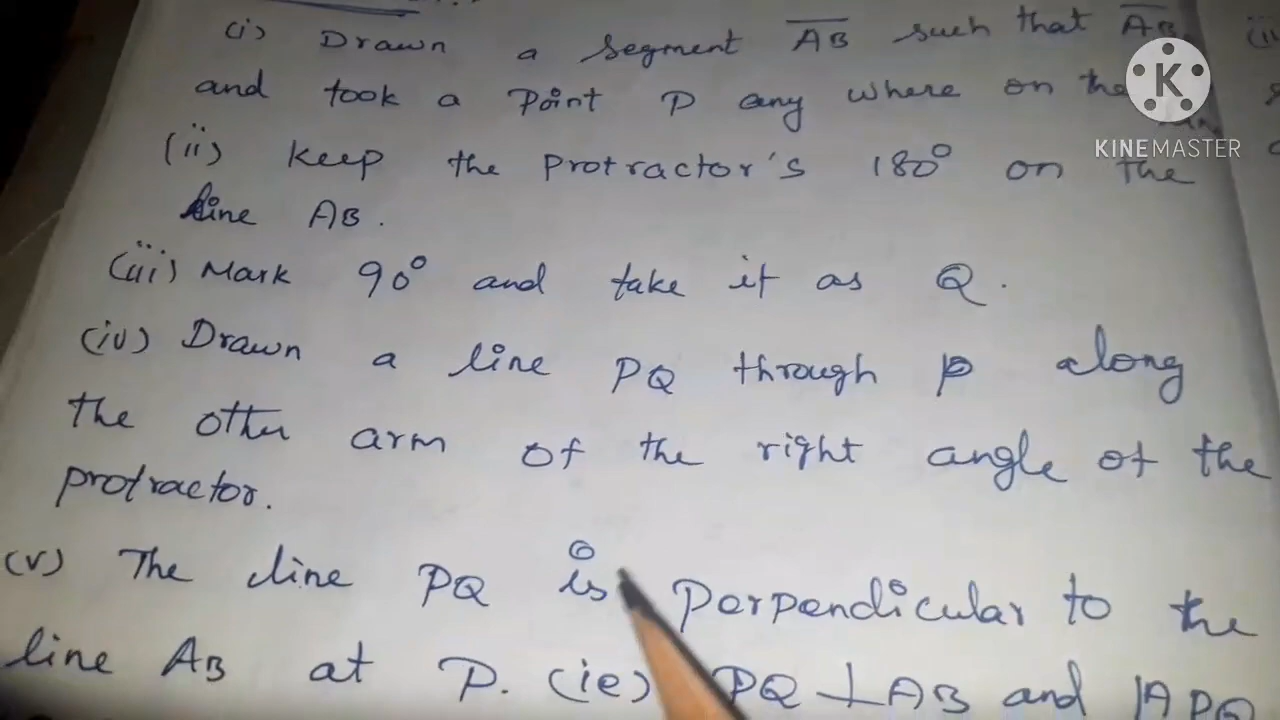 (i) Drawn a segment AB such that AB
and took a Point P any where on the
(ii) Keep the Protractor's 180° on the
line AB.
(iii) Mark 90° and take it as Q.
(iv) Drawn a line PQ through P along
the other arm of the right angle of the
protractor.
(v) The line PQ is Perpendicular to the
line AB at P. (ie) PQ ⊥ AB and
K
KINEMASTER